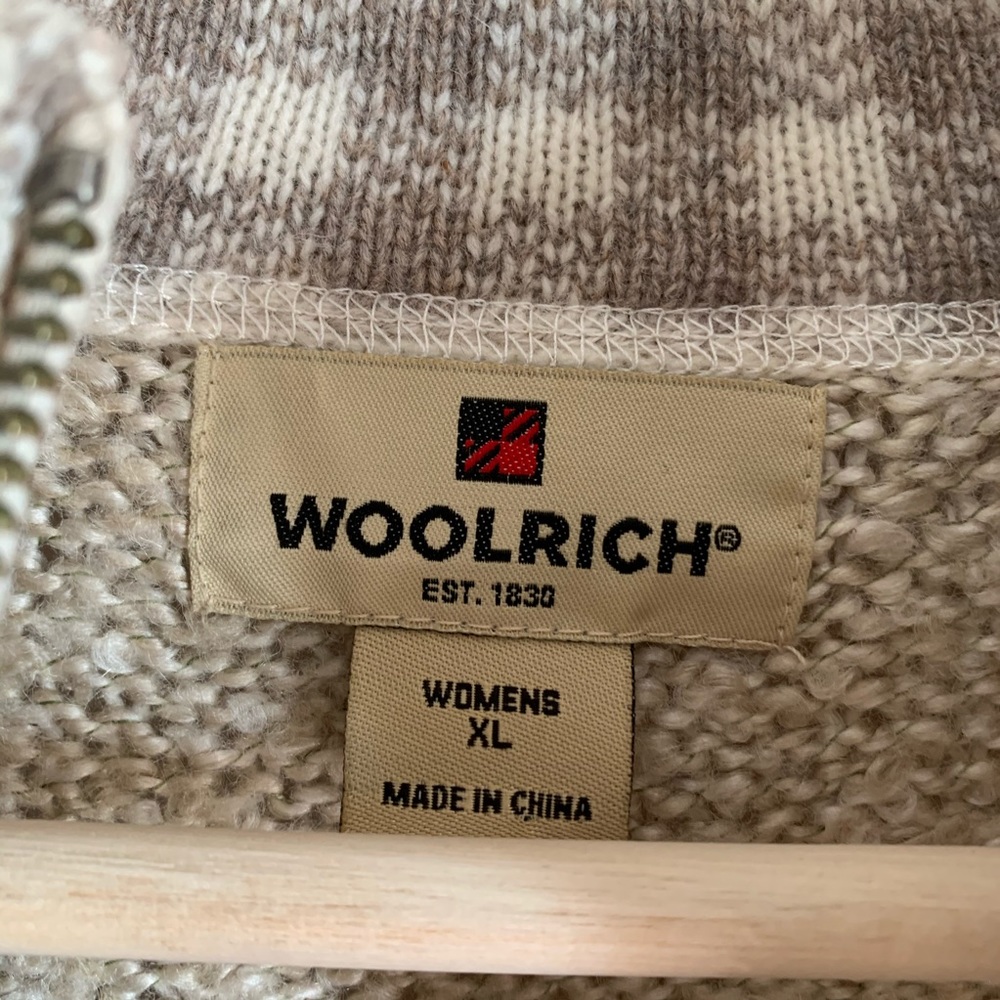 WOOLRICH®
EST. 1830
WOMENS
XL
MADE IN CHINA